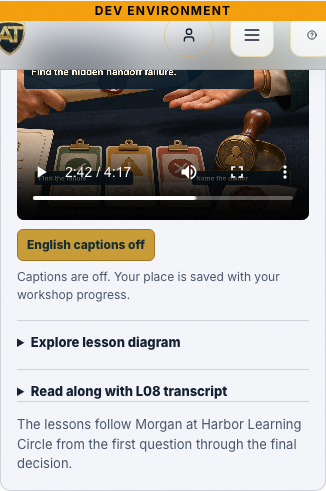 DEV ENVIRONMENT
AT
Find the hidden handoff failure.
2:42 / 4:17
English captions off
Captions are off. Your place is saved with your
workshop progress.
Explore lesson diagram
Read along with L08 transcript
The lessons follow Morgan at Harbor Learning
Circle from the first question through the final
decision.